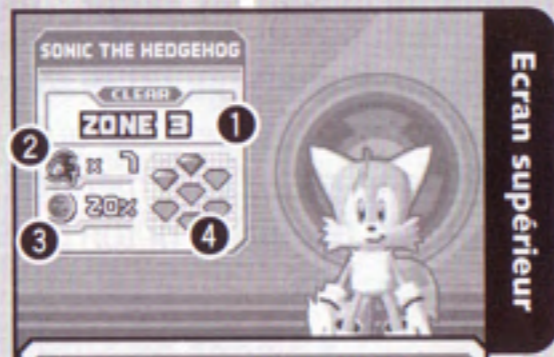 SONIC THE HEDGEHOG
CLEAR
ZONE 3
1
2
x 7
3
20%
4
Ecran supérieur